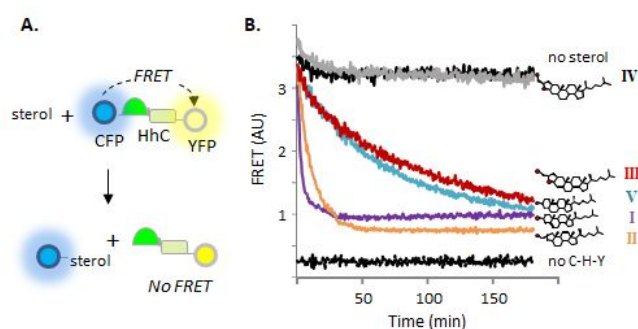 A.
FRET
sterol +
CFP
HhC
YFP
+
sterol
No FRET
B.
FRET (AU)
3
2
1
0
50
100
150
Time (min)
no sterol IV
III
V
I
II
no C-H-Y